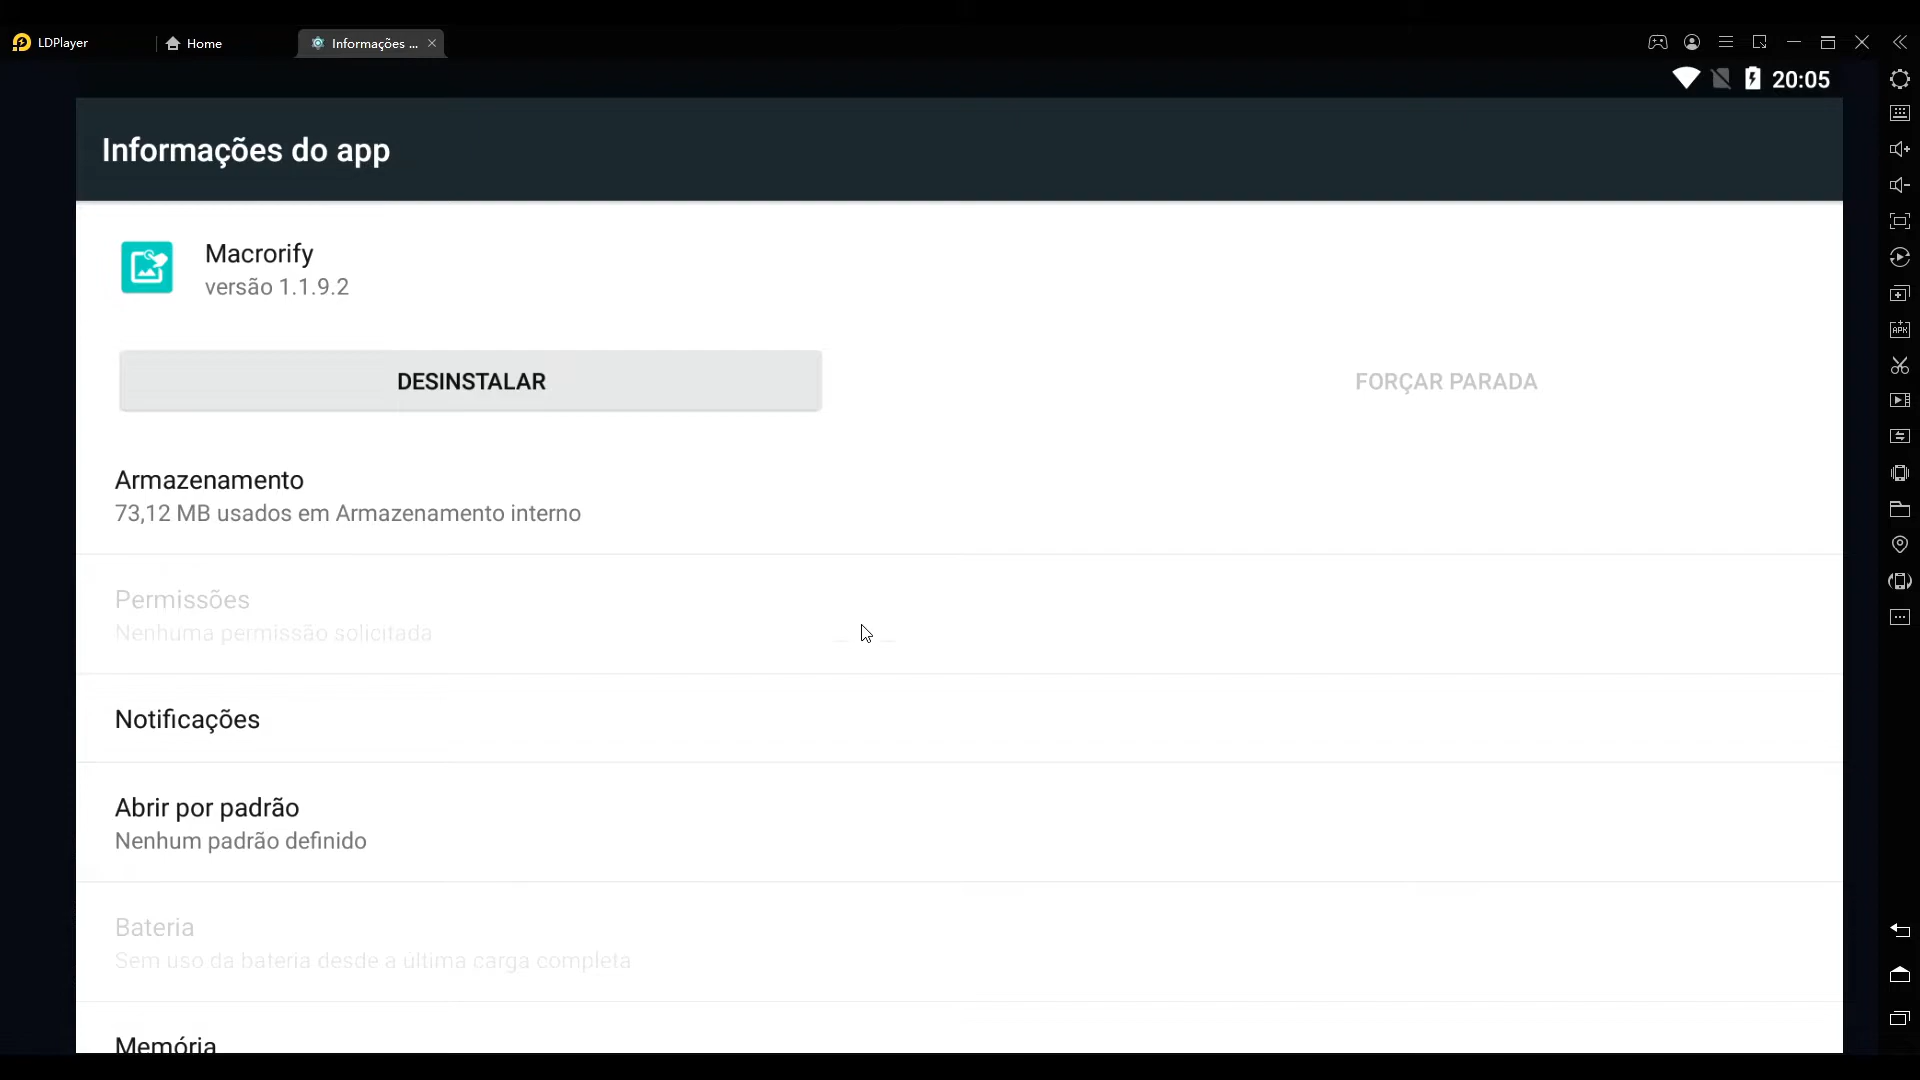 LDPlayer
Home
Informações ...
20:05
Informações do app
Macrorify
versão 1.1.9.2
DESINSTALAR
FORÇAR PARADA
Armazenamento
73,12 MB usados em Armazenamento interno
Permissões
Nenhuma permissão solicitada
Notificações
Abrir por padrão
Nenhum padrão definido
Bateria
Sem uso da bateria desde a última carga completa
Memória
APK